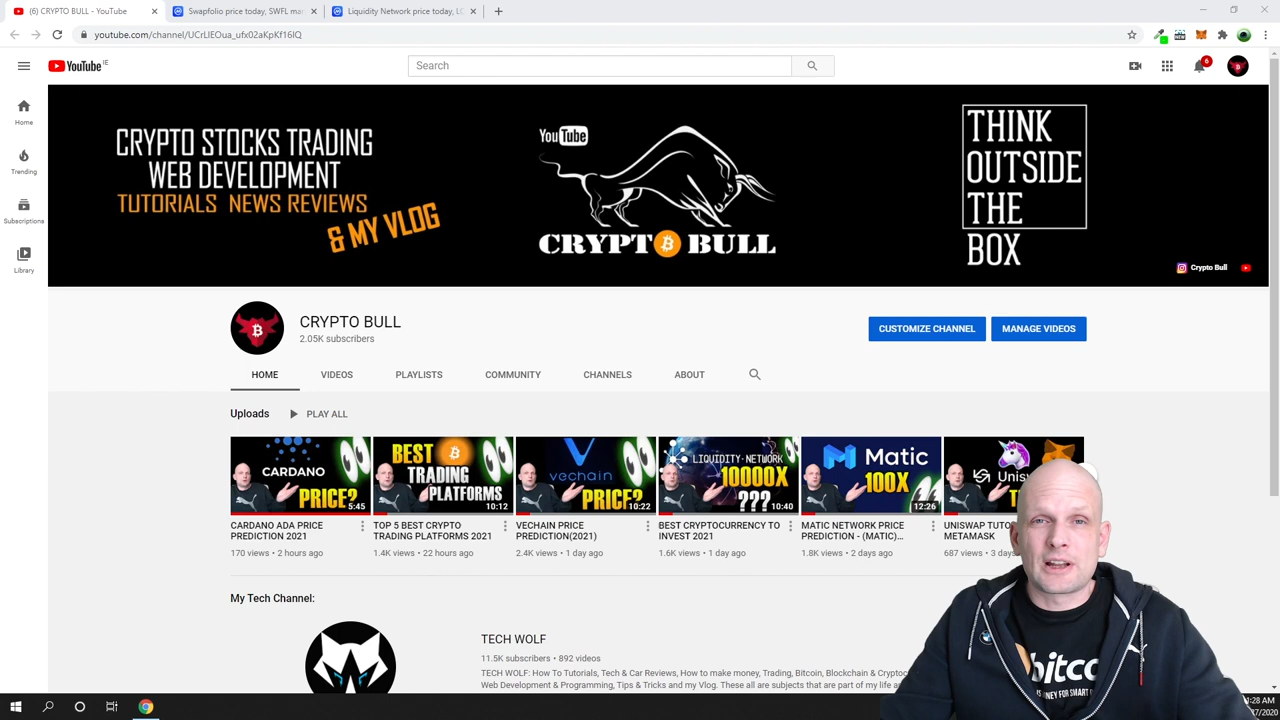 (6) CRYPTO BULL - YouTube
Swapfolio price today, SWFL ma
Liquidity Network price today, LQ
youtube.com/channel/UCrLlEOua_ufx02aKpKf16IQ
YouTube IE
Search
6
Home
Trending
Subscriptions
Library
CRYPTO STOCKS TRADING
WEB DEVELOPMENT
TUTORIALS NEWS REVIEWS
& MY VLOG
YouTube
CRYPTO BULL
THINK
OUTSIDE
THE
BOX
Crypto Bull
CRYPTO BULL
2.05K subscribers
CUSTOMIZE CHANNEL
MANAGE VIDEOS
HOME VIDEOS PLAYLISTS COMMUNITY CHANNELS ABOUT
Uploads PLAY ALL
CARDANO
PRICE?
5:45
BEST
TRADING
PLATFORMS
10:12
vechain
PRICE?
10:22
LIQUIDITY·NETWORK
10000X
???
10:40
Matic
100X
12:26
CARDANO ADA PRICE
PREDICTION 2021
170 views • 2 hours ago
TOP 5 BEST CRYPTO
TRADING PLATFORMS 2021
1.4K views • 22 hours ago
VECHAIN PRICE
PREDICTION(2021)
2.4K views • 1 day ago
BEST CRYPTOCURRENCY TO
INVEST 2021
1.6K views • 1 day ago
MATIC NETWORK PRICE
PREDICTION - (MATIC)...
1.8K views • 2 days ago
UNISWAP
METAMASK
687 views • 3
My Tech Channel:
TECH WOLF
11.5K subscribers • 892 videos
TECH WOLF: How To Tutorials, Tech & Car Reviews, How to make money, Trading, Bitcoin, Blockchain & Cryptoc
Web Development & Programming, Tips & Tricks and my Vlog. These all are subjects that are part of my life a
bitco
:28 AM